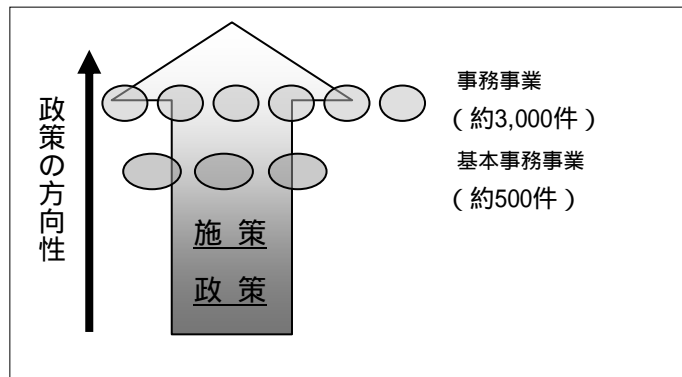 政策の方向性
事務事業
（約3,000件）
基本事務事業
（約500件）
施 策
政 策